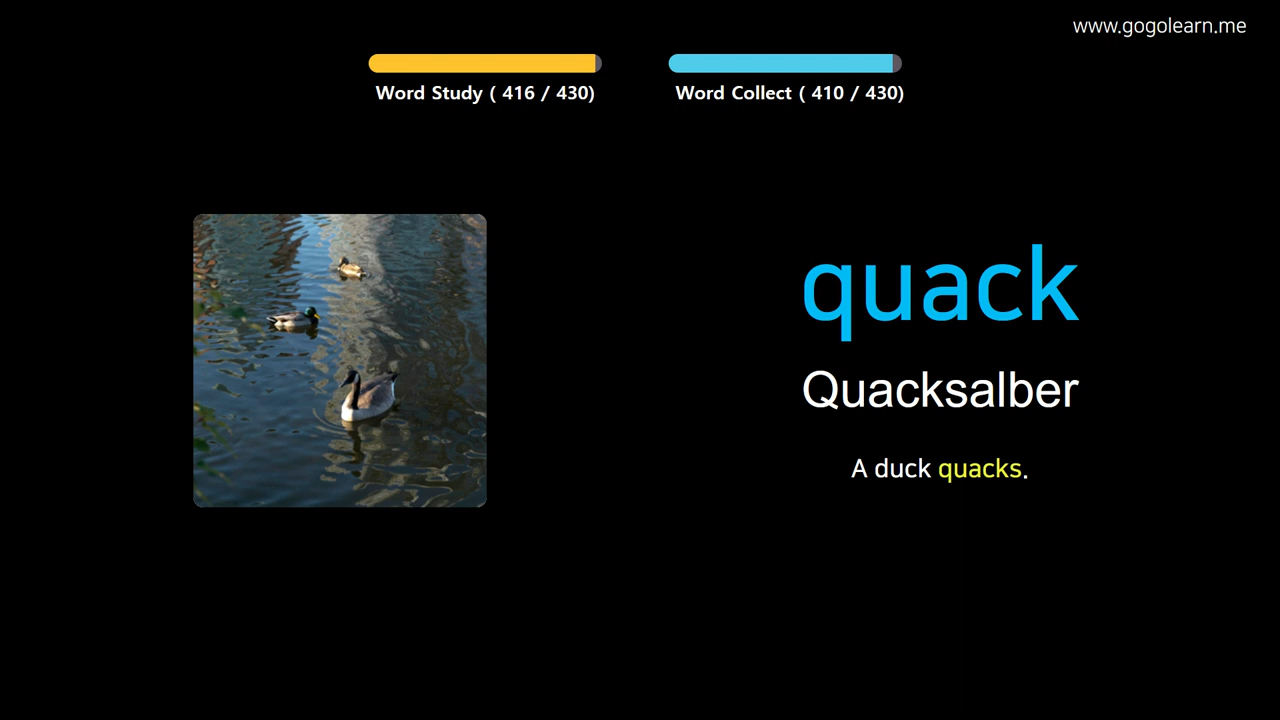 www.gogolearn.me
Word Study ( 416 / 430)
Word Collect ( 410 / 430)
quack
Quacksalber
A duck quacks.